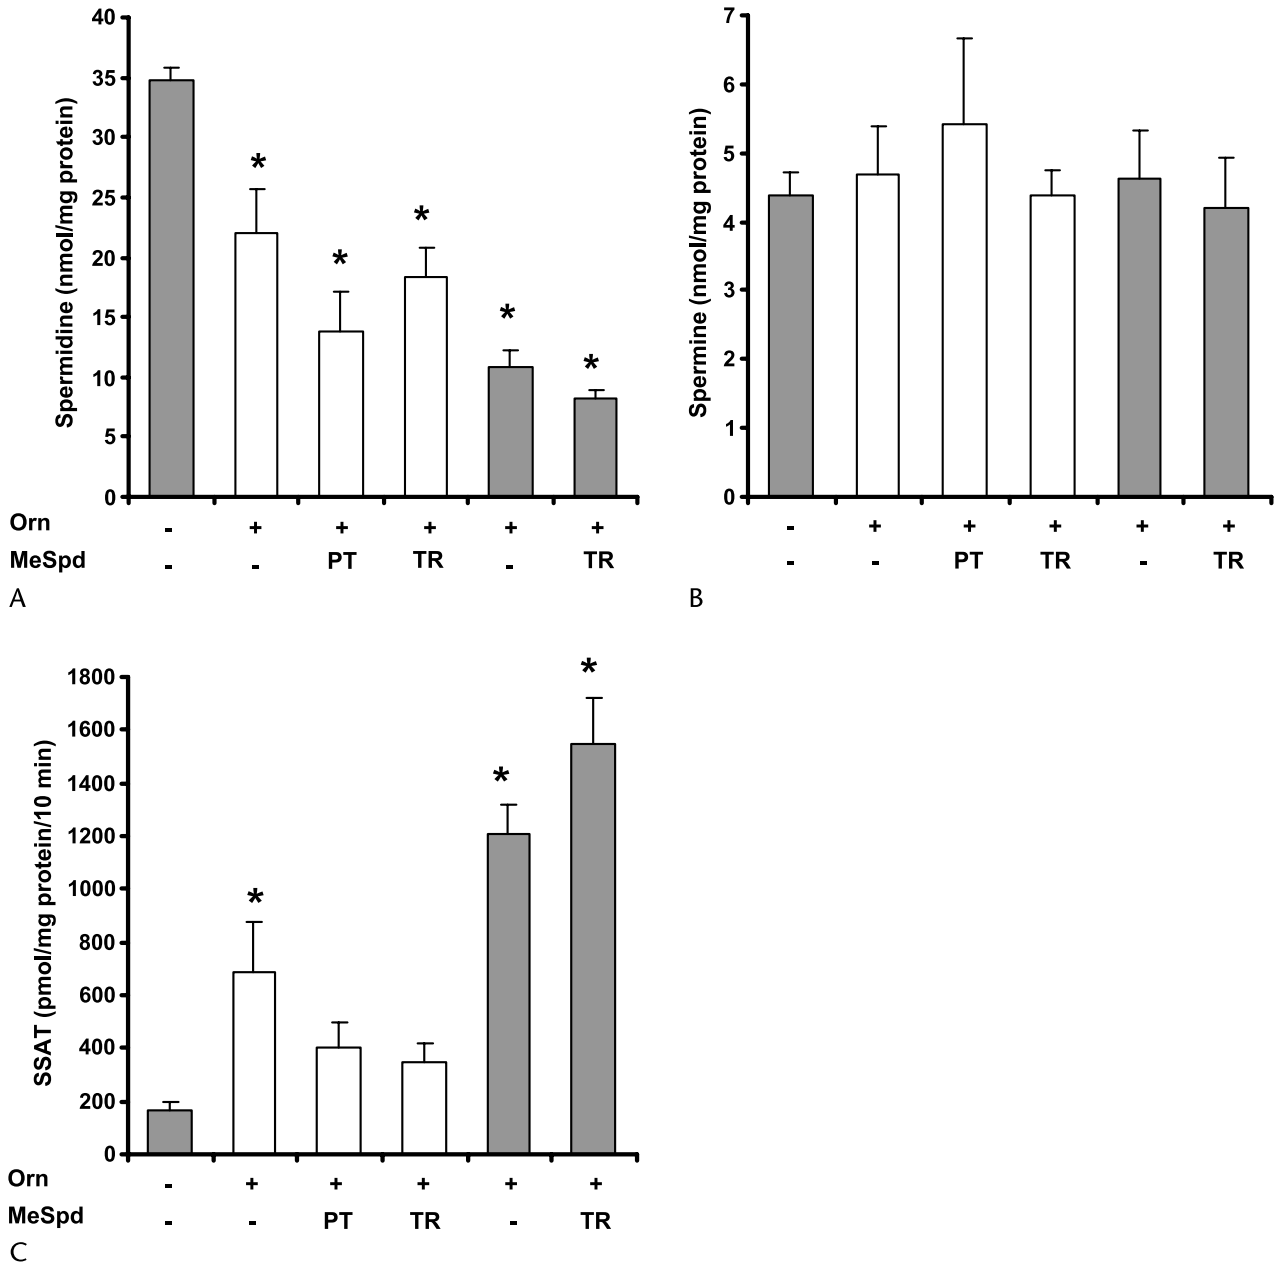 40
35
30
25
20
15
10
5
0
Spermidine (nmol/mg protein)
* * * * *
Orn - + + + + +
MeSpd - - PT TR - TR
A
7
6
5
4
3
2
1
0
Spermine (nmol/mg protein)
- + + + + +
- - PT TR - TR
B
1800
1600
1400
1200
1000
800
600
400
200
0
SSAT (pmol/mg protein/10 min)
* * *
Orn - + + + + +
MeSpd - - PT TR - TR
C